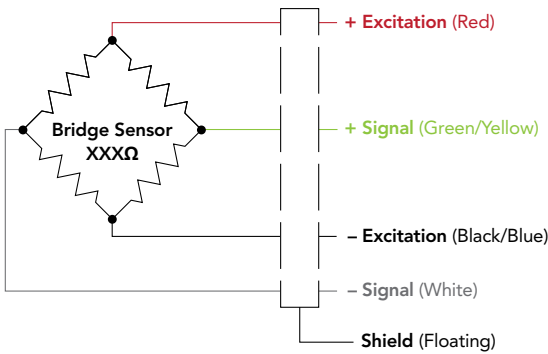 + Excitation (Red)
Bridge Sensor
XXXΩ
+ Signal (Green/Yellow)
– Excitation (Black/Blue)
– Signal (White)
Shield (Floating)